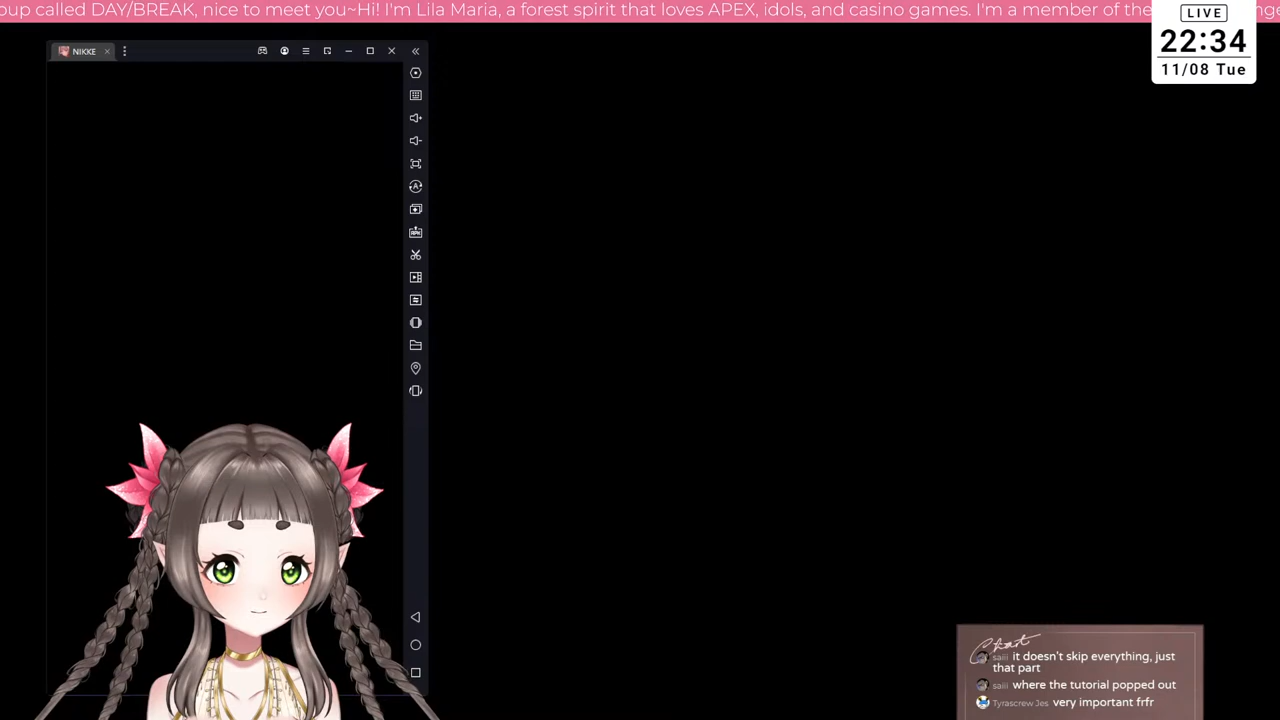 oup called DAY/BREAK, nice to meet you~Hi! I'm Lila Maria, a forest spirit that loves APEX, idols, and casino games. I'm a member of the
nge
LIVE
22:34
11/08 Tue
NIKKE
Chat
saiii it doesn't skip everything, just
that part
saiii where the tutorial popped out
Tyrascrew Jes very important frfr